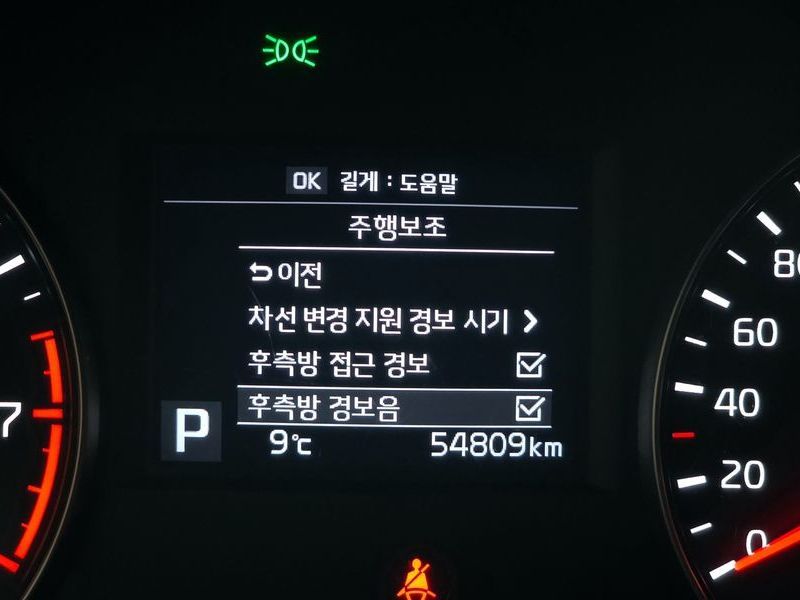 OK 길게 : 도움말
주행보조
이전
차선 변경 지원 경보 시기
후측방 접근 경보
후측방 경보음
P
9℃ 54809km
7
80
60
40
20
0